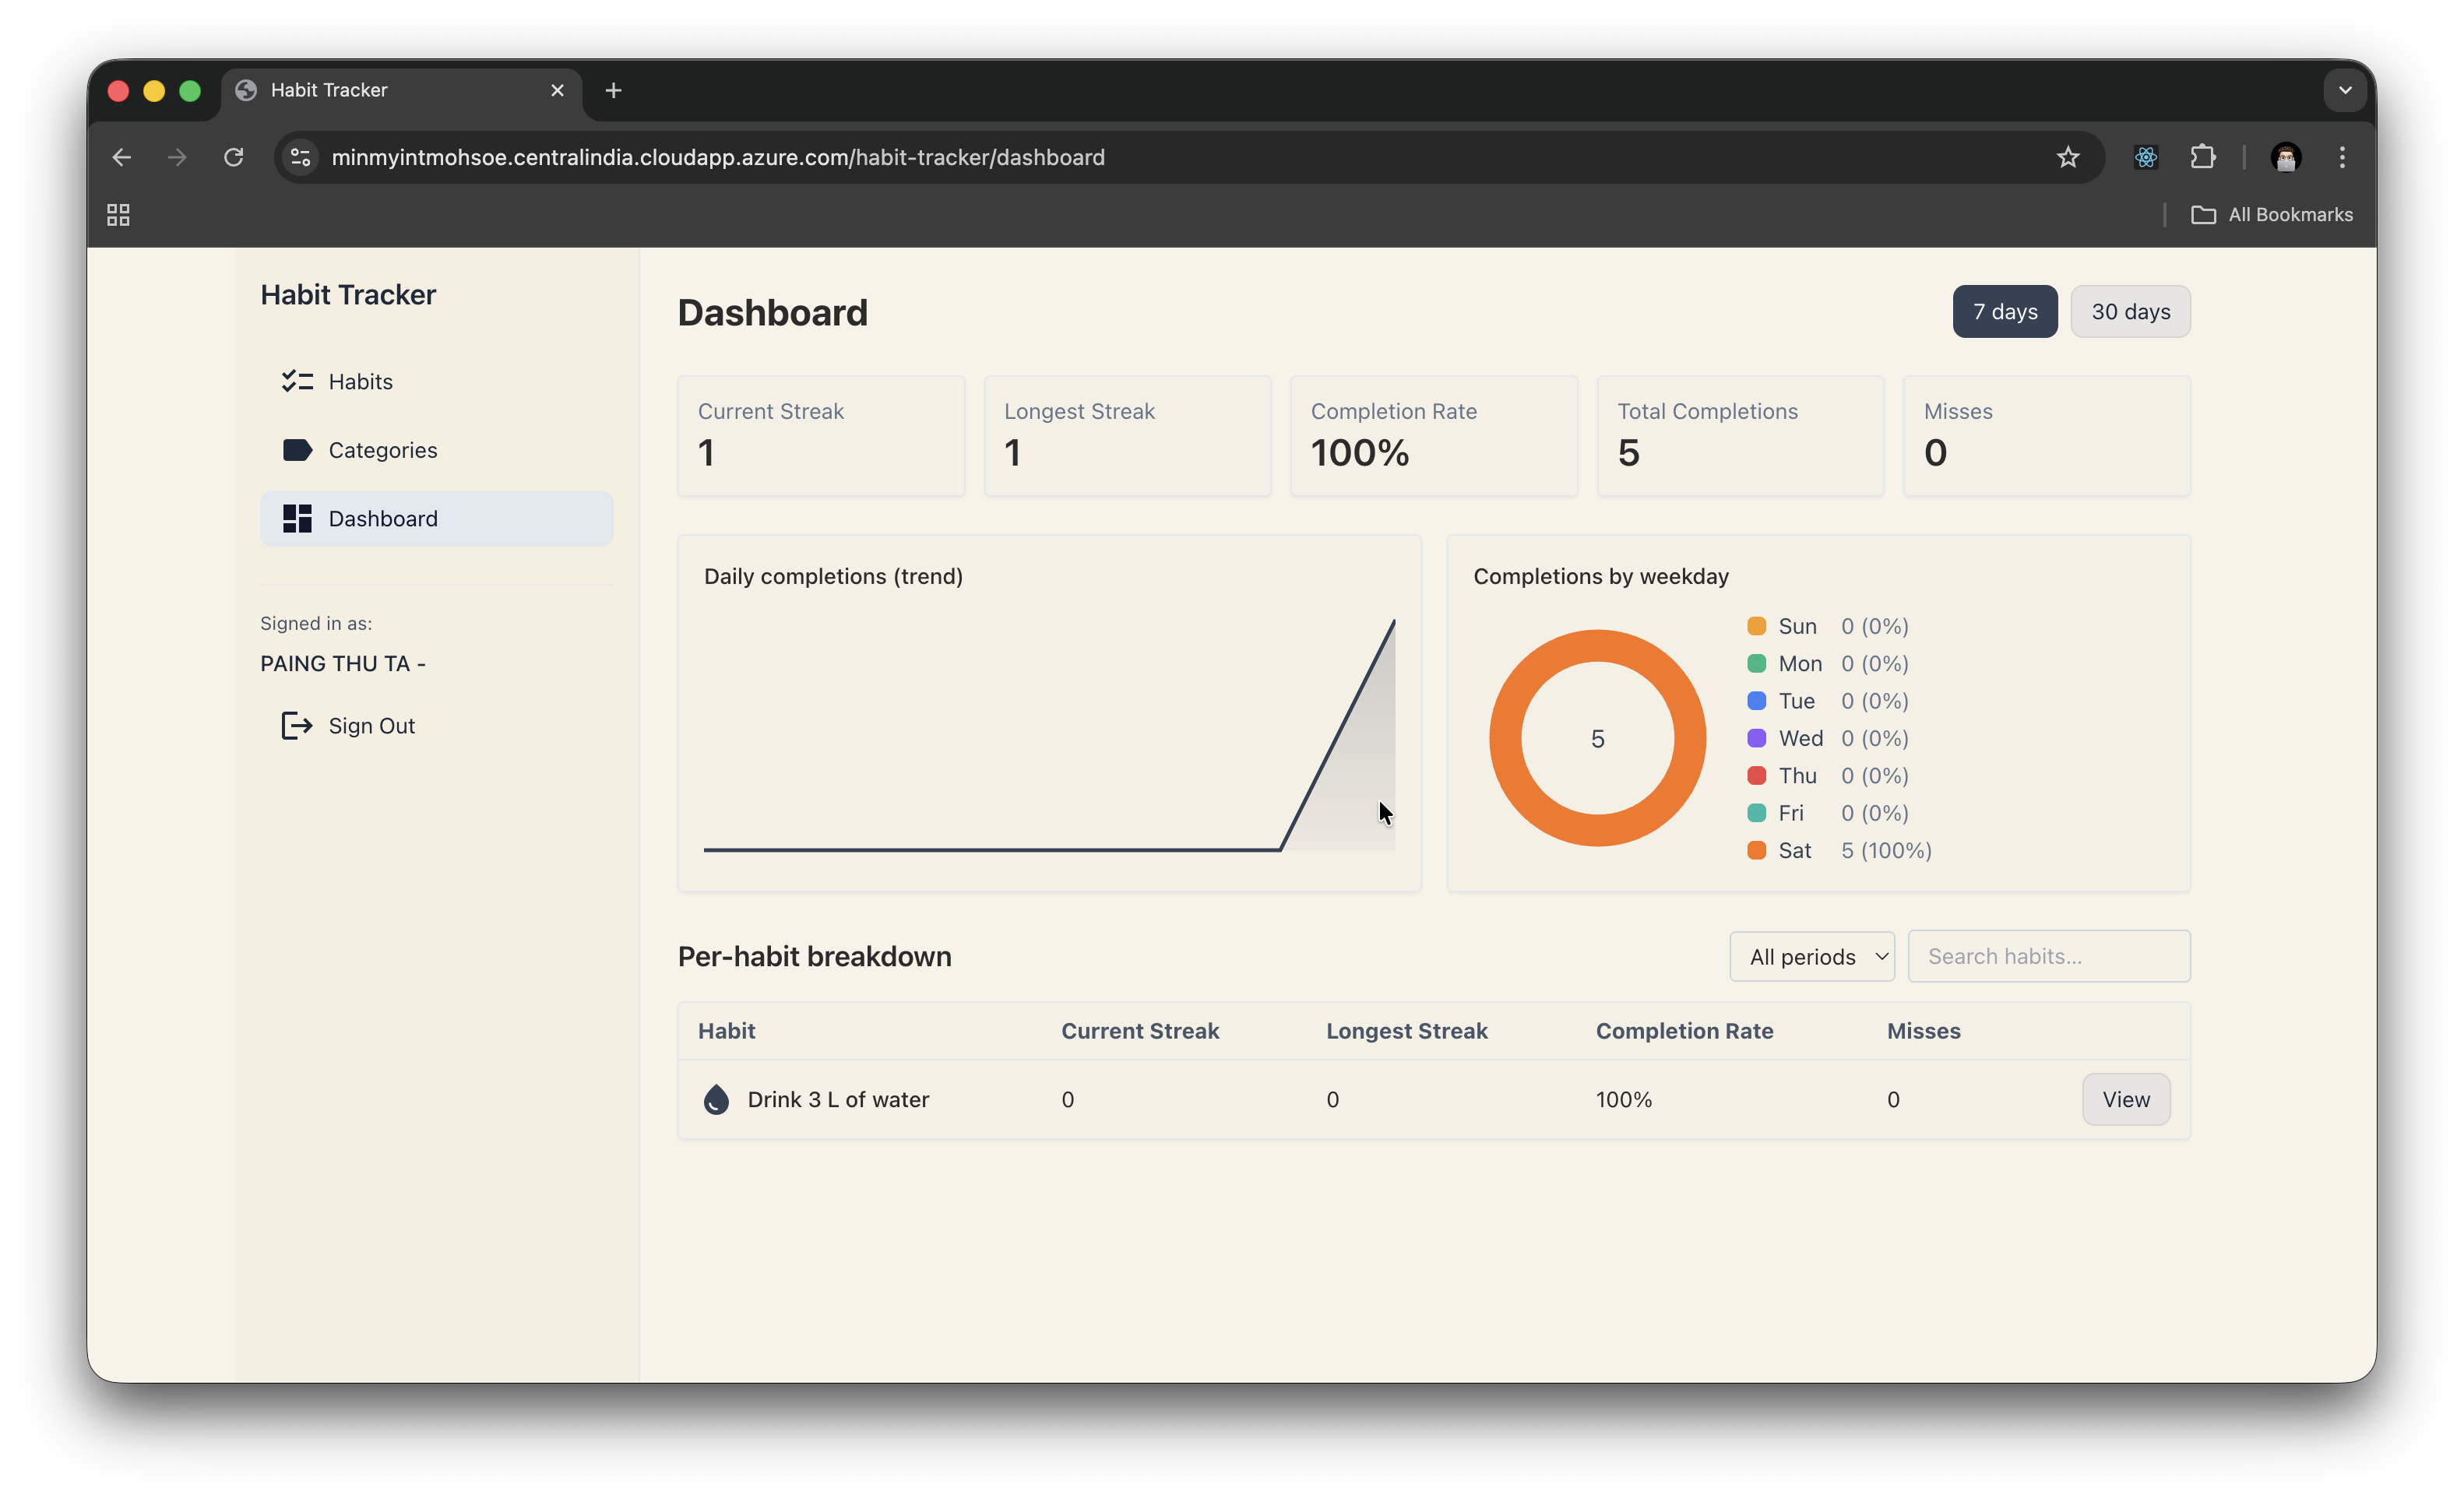 Habit Tracker
minmyintmohsoe.centralindia.cloudapp.azure.com/habit-tracker/dashboard
All Bookmarks
Habit Tracker
Habits
Categories
Dashboard
Signed in as:
PAING THU TA -
Sign Out
Dashboard
7 days
30 days
Current Streak
1
Longest Streak
1
Completion Rate
100%
Total Completions
5
Misses
0
Daily completions (trend)
Completions by weekday
5
Sun 0 (0%)
Mon 0 (0%)
Tue 0 (0%)
Wed 0 (0%)
Thu 0 (0%)
Fri 0 (0%)
Sat 5 (100%)
Per-habit breakdown
All periods
Search habits...
Habit Current Streak Longest Streak Completion Rate Misses
Drink 3 L of water 0 0 100% 0 View